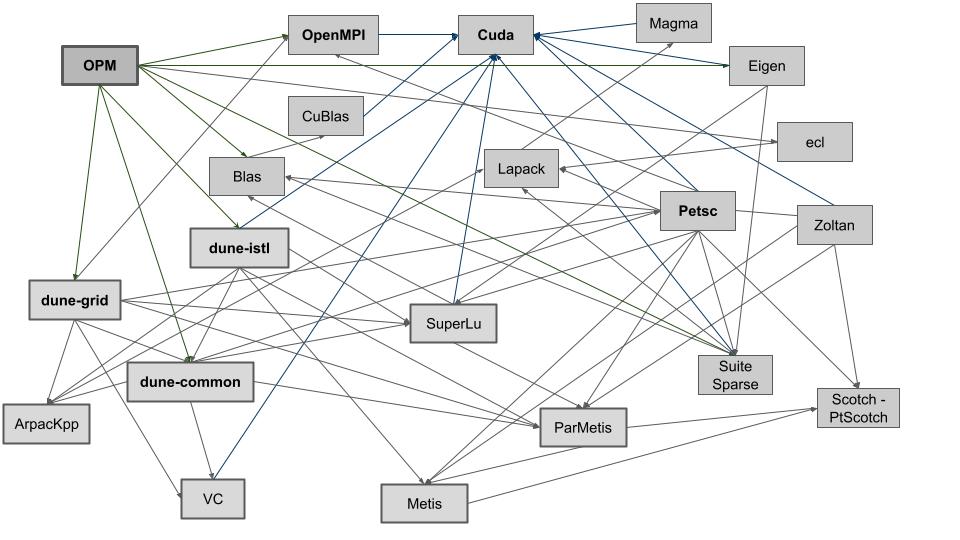 Magma
OpenMPI
Cuda
OPM
Eigen
CuBlas
ecl
Blas
Lapack
Petsc
Zoltan
dune-istl
dune-grid
SuperLu
Suite
Sparse
dune-common
Scotch -
PtScotch
ArpacKpp
ParMetis
VC
Metis